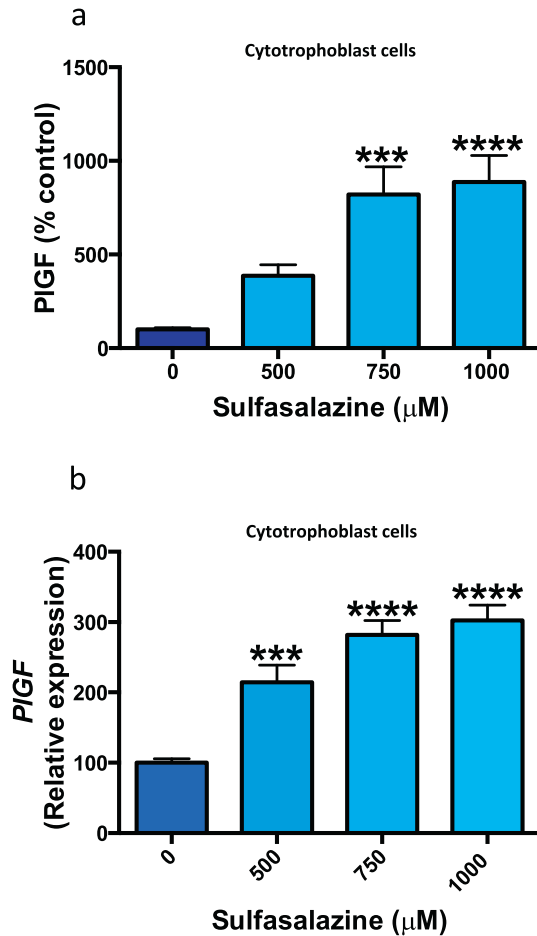 a
Cytotrophoblast cells
PlGF (% control)
1500
1000
500
0
***
****
0 500 750 1000
Sulfasalazine (μM)
b
Cytotrophoblast cells
PlGF
(Relative expression)
400
300
200
100
0
***
****
****
0 500 750 1000
Sulfasalazine (μM)